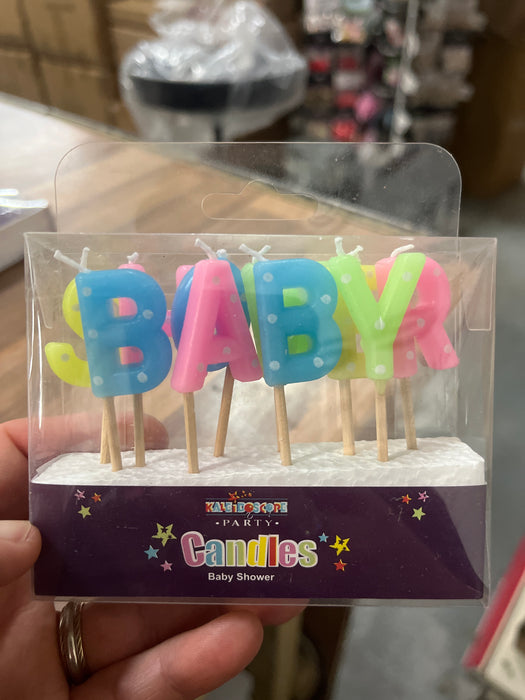 BABY
KALEIDOSCOPE
• PARTY •
Candles
Baby Shower